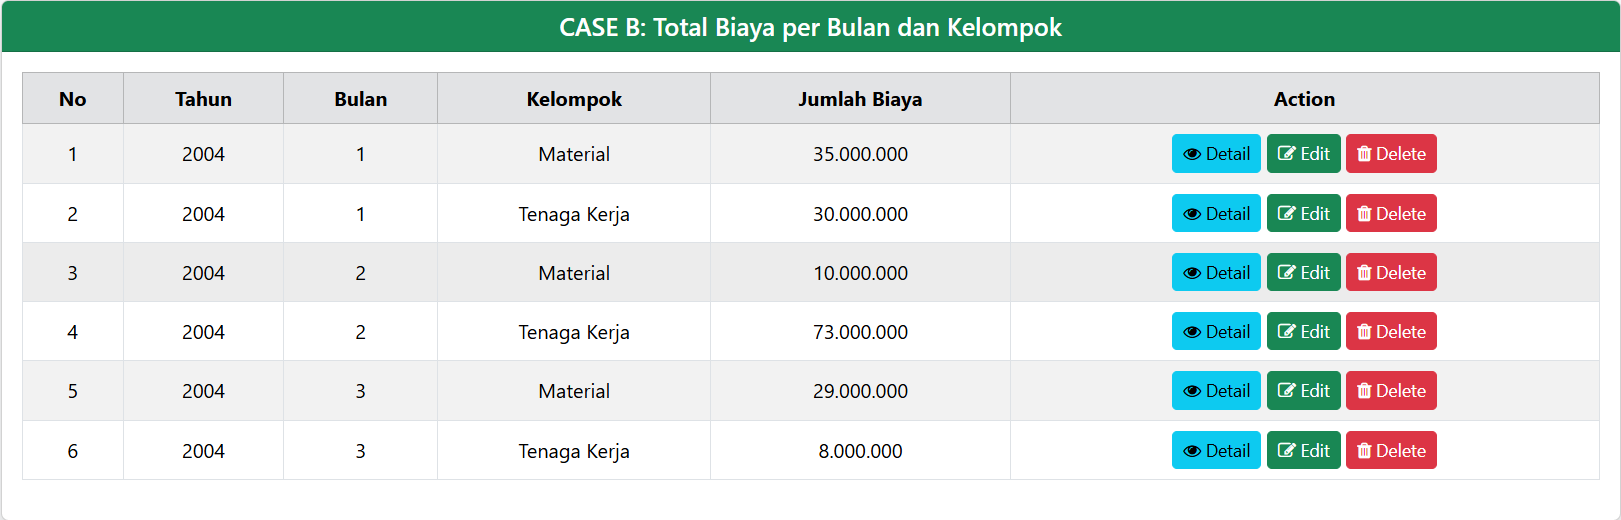 CASE B: Total Biaya per Bulan dan Kelompok
No Tahun Bulan Kelompok Jumlah Biaya Action
1 2004 1 Material 35.000.000 Detail Edit Delete
2 2004 1 Tenaga Kerja 30.000.000 Detail Edit Delete
3 2004 2 Material 10.000.000 Detail Edit Delete
4 2004 2 Tenaga Kerja 73.000.000 Detail Edit Delete
5 2004 3 Material 29.000.000 Detail Edit Delete
6 2004 3 Tenaga Kerja 8.000.000 Detail Edit Delete